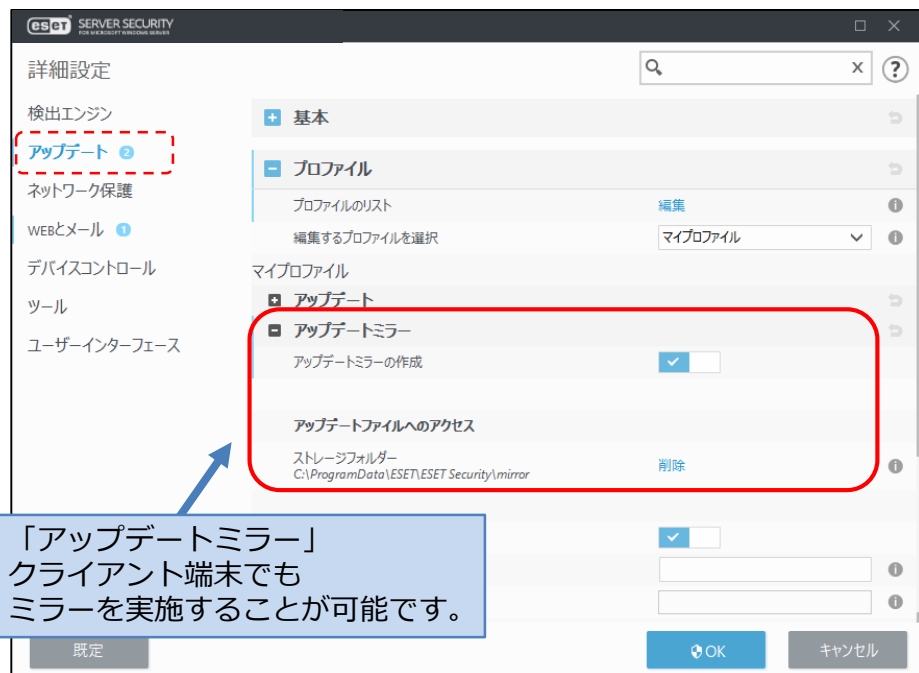 eset SERVER SECURITY
FOR MICROSOFT WINDOWS SERVER
詳細設定
x
?
検出エンジン
アップデート 2
ネットワーク保護
WEBとメール 1
デバイスコントロール
ツール
ユーザーインターフェース
基本
プロファイル
プロファイルのリスト 編集
編集するプロファイルを選択 マイプロファイル
マイプロファイル
アップデート
アップデートミラー
アップデートミラーの作成
アップデートファイルへのアクセス
ストレージフォルダー 削除
C:\ProgramData\ESET\ESET Security\mirror
「アップデートミラー」
クライアント端末でも
ミラーを実施することが可能です。
既定 OK キャンセル